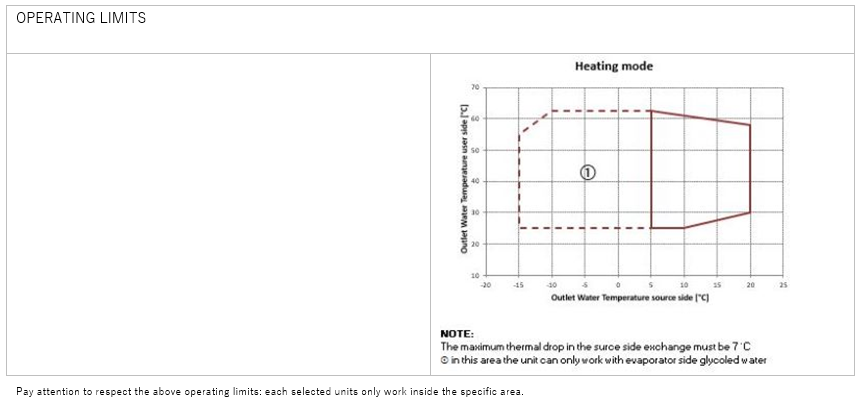 OPERATING LIMITS
Heating mode
Outlet Water Temperature user side [°C]
70
60
50
40
30
20
10
①
-20 -15 -10 -5 0 5 10 15 20 25
Outlet Water Temperature source side [°C]
NOTE:
The maximum thermal drop in the surce side exchange must be 7 °C
① in this area the unit can only work with evaporator side glycoled water
Pay attention to respect the above operating limits: each selected units only work inside the specific area.